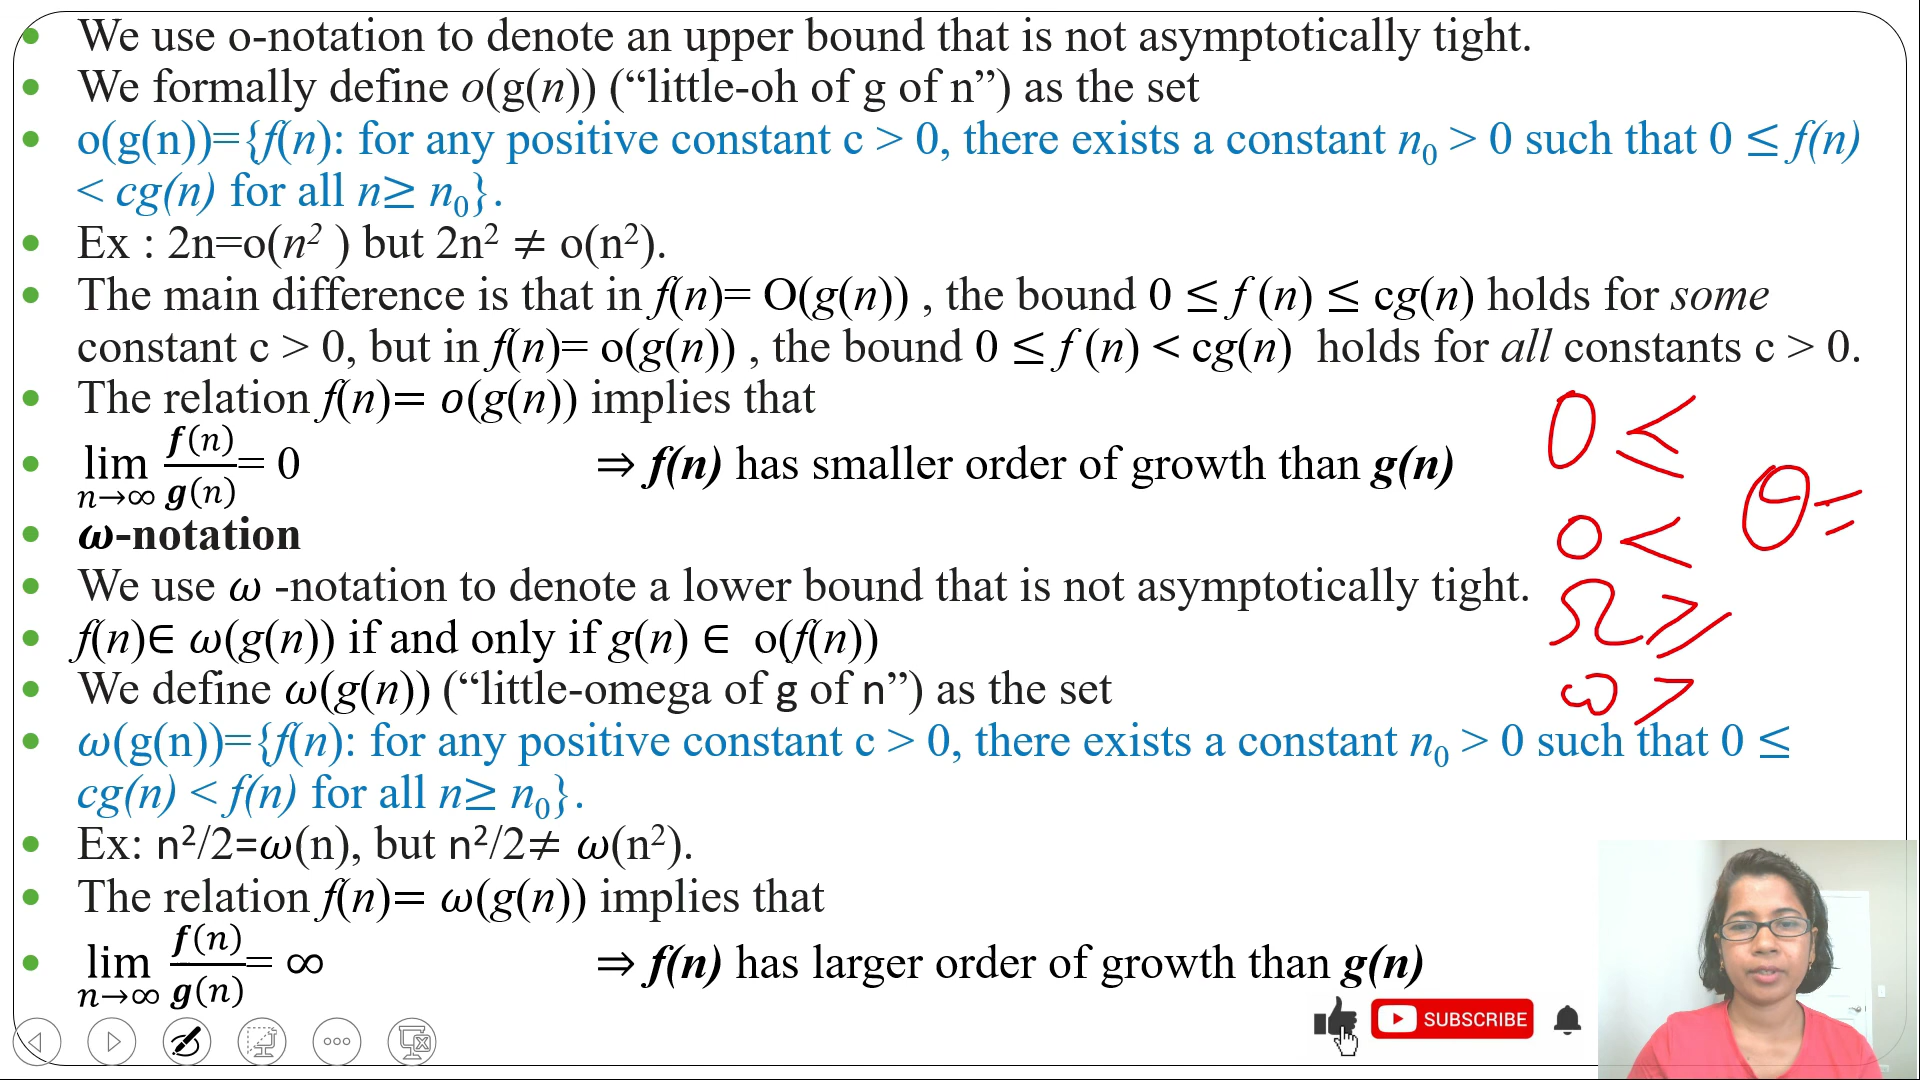 We use o-notation to denote an upper bound that is not asymptotically tight.
We formally define o(g(n)) (“little-oh of g of n”) as the set
o(g(n))={f(n): for any positive constant c > 0, there exists a constant n₀ > 0 such that 0 ≤ f(n)
< cg(n) for all n≥ n₀}.
Ex : 2n=o(n² ) but 2n² ≠ o(n²).
The main difference is that in f(n)= O(g(n)) , the bound 0 ≤ f (n) ≤ cg(n) holds for some
constant c > 0, but in f(n)= o(g(n)) , the bound 0 ≤ f (n) < cg(n) holds for all constants c > 0.
The relation f(n)= o(g(n)) implies that
lim n→∞ f(n)/g(n) = 0 ⇒ f(n) has smaller order of growth than g(n)
O ≤
θ =
o <
Ω ≥
ω >
ω-notation
We use ω -notation to denote a lower bound that is not asymptotically tight.
f(n)∈ ω(g(n)) if and only if g(n) ∈ o(f(n))
We define ω(g(n)) (“little-omega of g of n”) as the set
ω(g(n))={f(n): for any positive constant c > 0, there exists a constant n₀ > 0 such that 0 ≤
cg(n) < f(n) for all n≥ n₀}.
Ex: n²/2=ω(n), but n²/2≠ ω(n²).
The relation f(n)= ω(g(n)) implies that
lim n→∞ f(n)/g(n) = ∞ ⇒ f(n) has larger order of growth than g(n)
SUBSCRIBE